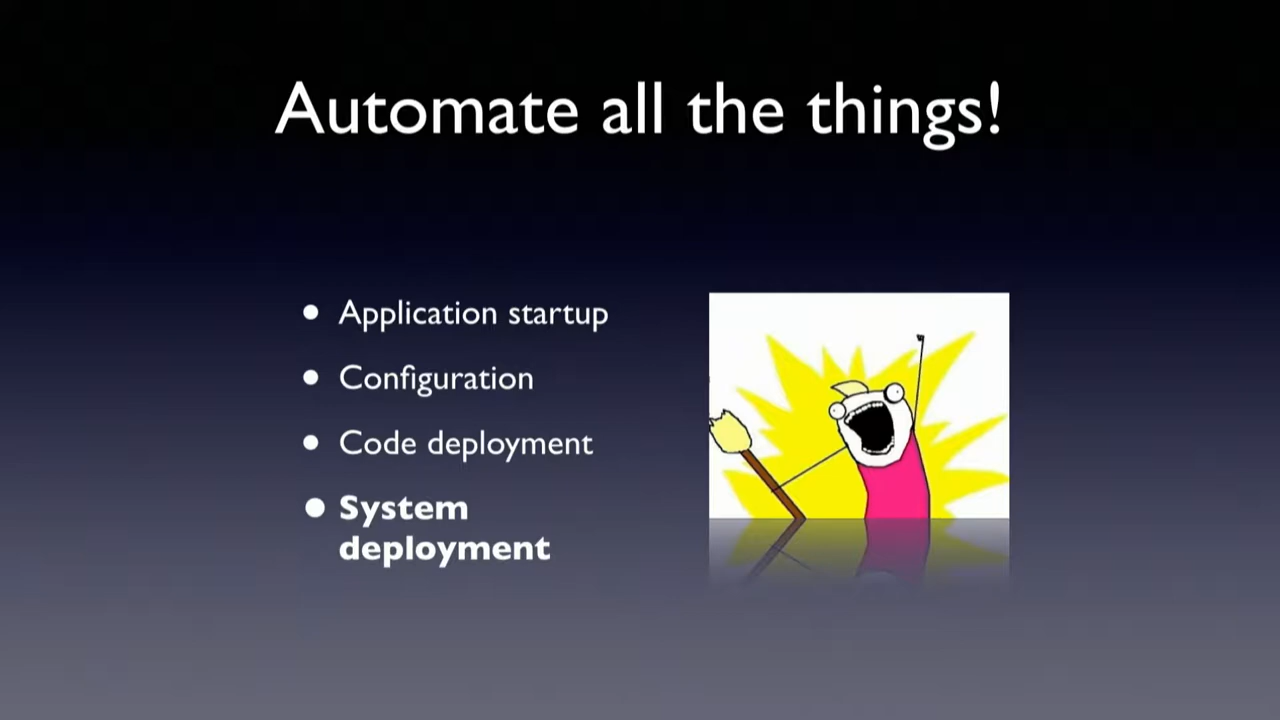 Automate all the things!
• Application startup
• Configuration
• Code deployment
• System
deployment